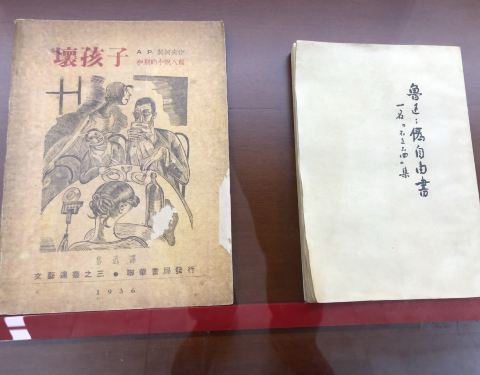 壞孩子
A.P. 契訶夫作
和別的小說八篇
魯迅譯
文藝連叢之三 ● 聯華書局發行
1936
魯迅：偽自由書
一名：「不三不四」集